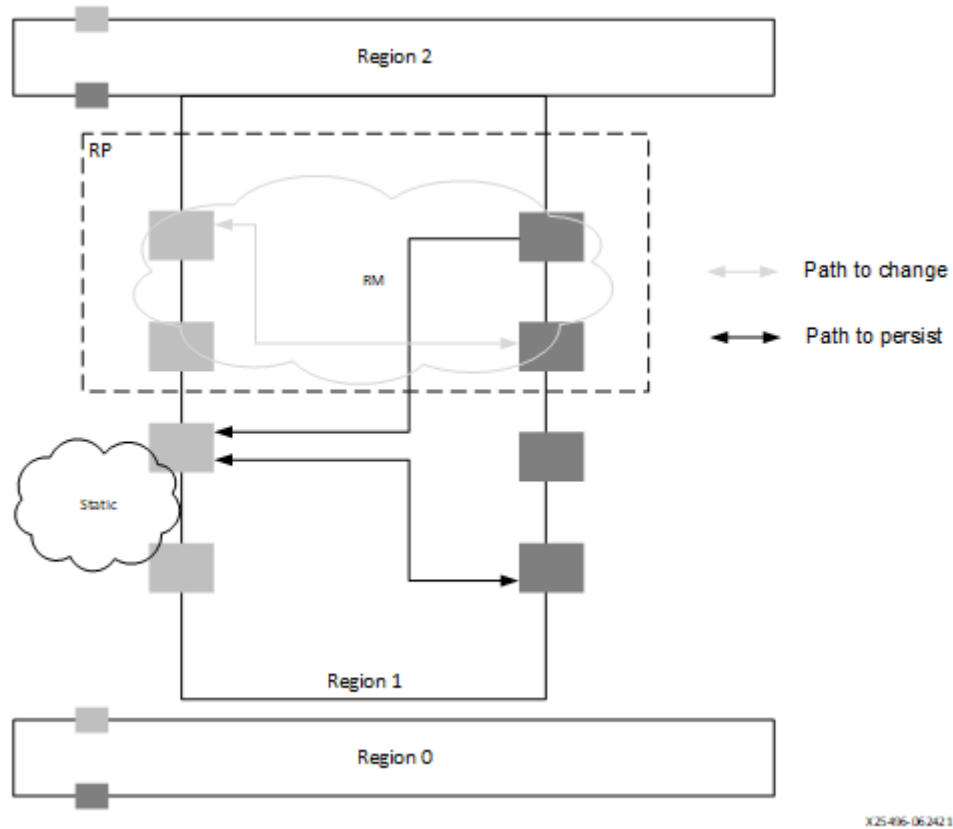 Region 2
RP
RM
Path to change
Path to persist
Static
Region 1
Region 0
X25496-062421